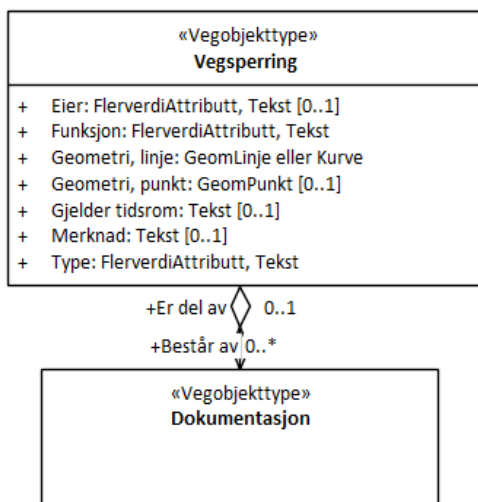 «Vegobjekttype»
Vegsperring
+ Eier: FlerverdiAttributt, Tekst [0..1]
+ Funksjon: FlerverdiAttributt, Tekst
+ Geometri, linje: GeomLinje eller Kurve
+ Geometri, punkt: GeomPunkt [0..1]
+ Gjelder tidsrom: Tekst [0..1]
+ Merknad: Tekst [0..1]
+ Type: FlerverdiAttributt, Tekst
+Er del av 0..1
+Består av 0..*
«Vegobjekttype»
Dokumentasjon